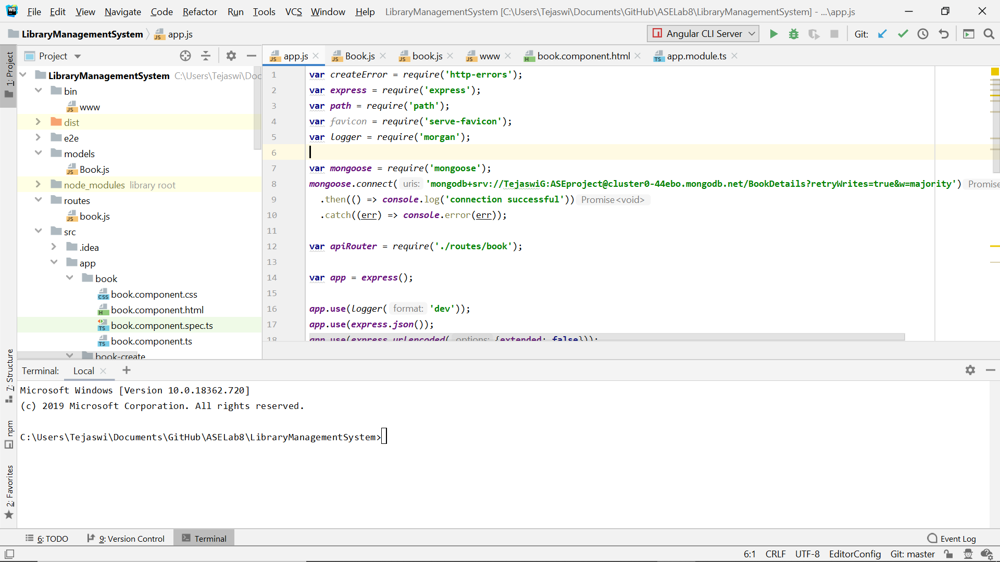 File Edit View Navigate Code Refactor Run Tools VCS Window Help LibraryManagementSystem [C:\Users\Tejaswi\Documents\GitHub\ASELab8\LibraryManagementSystem] - ...\app.js
LibraryManagementSystem app.js Angular CLI Server Git:
1: Project
Project
app.js Book.js book.js www book.component.html app.module.ts
LibraryManagementSystem C:\Users\Tejaswi\Doc
bin
www
dist
e2e
models
Book.js
node_modules library root
routes
book.js
src
.idea
app
book
book.component.css
book.component.html
book.component.spec.ts
book.component.ts
book-create
1 var createError = require('http-errors');
2 var express = require('express');
3 var path = require('path');
4 var favicon = require('serve-favicon');
5 var logger = require('morgan');
6
7 var mongoose = require('mongoose');
8 mongoose.connect( uris: 'mongodb+srv://TejaswiG:ASEproject@cluster0-44ebo.mongodb.net/BookDetails?retryWrites=true&w=majority') Promise
9 .then(() => console.log('connection successful')) Promise<void>
10 .catch((err) => console.error(err));
11
12 var apiRouter = require('./routes/book');
13
14 var app = express();
15
16 app.use(logger( format: 'dev'));
17 app.use(express.json());
18 app.use(express.urlencoded( options: {extended: false}));
7: Structure
npm
2: Favorites
Terminal: Local
Microsoft Windows [Version 10.0.18362.720]
(c) 2019 Microsoft Corporation. All rights reserved.
C:\Users\Tejaswi\Documents\GitHub\ASELab8\LibraryManagementSystem>
6: TODO 9: Version Control Terminal Event Log
6:1 CRLF UTF-8 EditorConfig Git: master